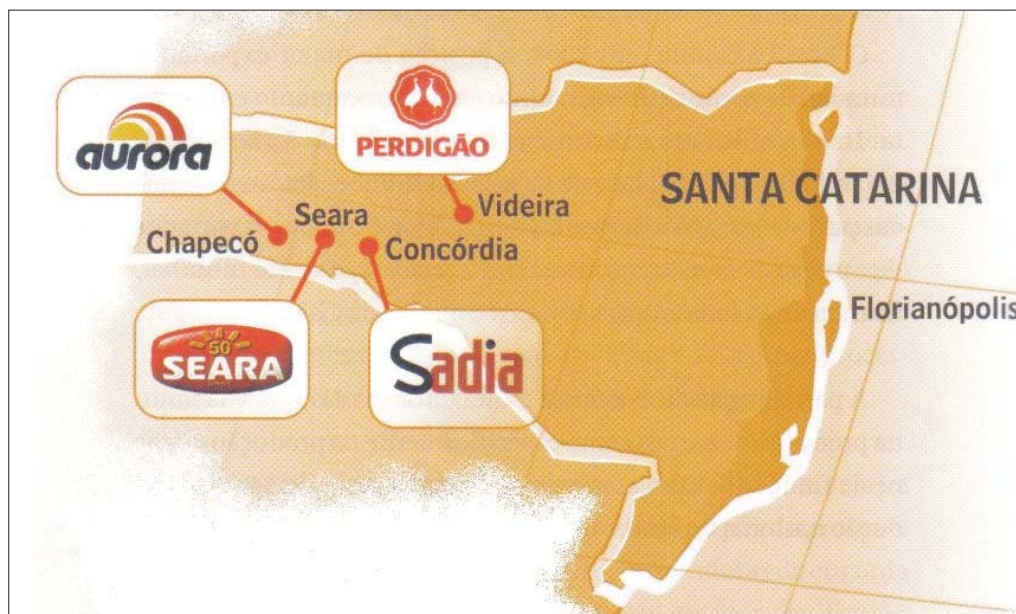 aurora
PERDIGÃO
SANTA CATARINA
Videira
Seara
Chapecó
Concórdia
Florianópolis
50
SEARA
Sadia